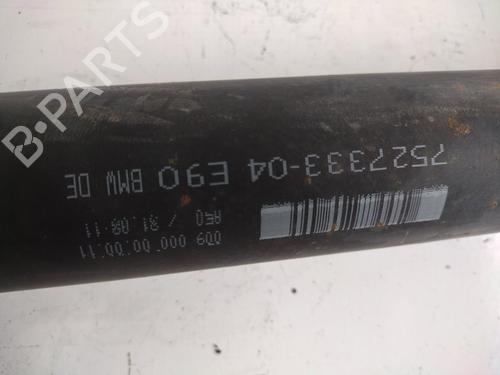 B-PARTS
7527333-04 E90 BMW DE
AEO / 31.08.11
009 000 00.00.11